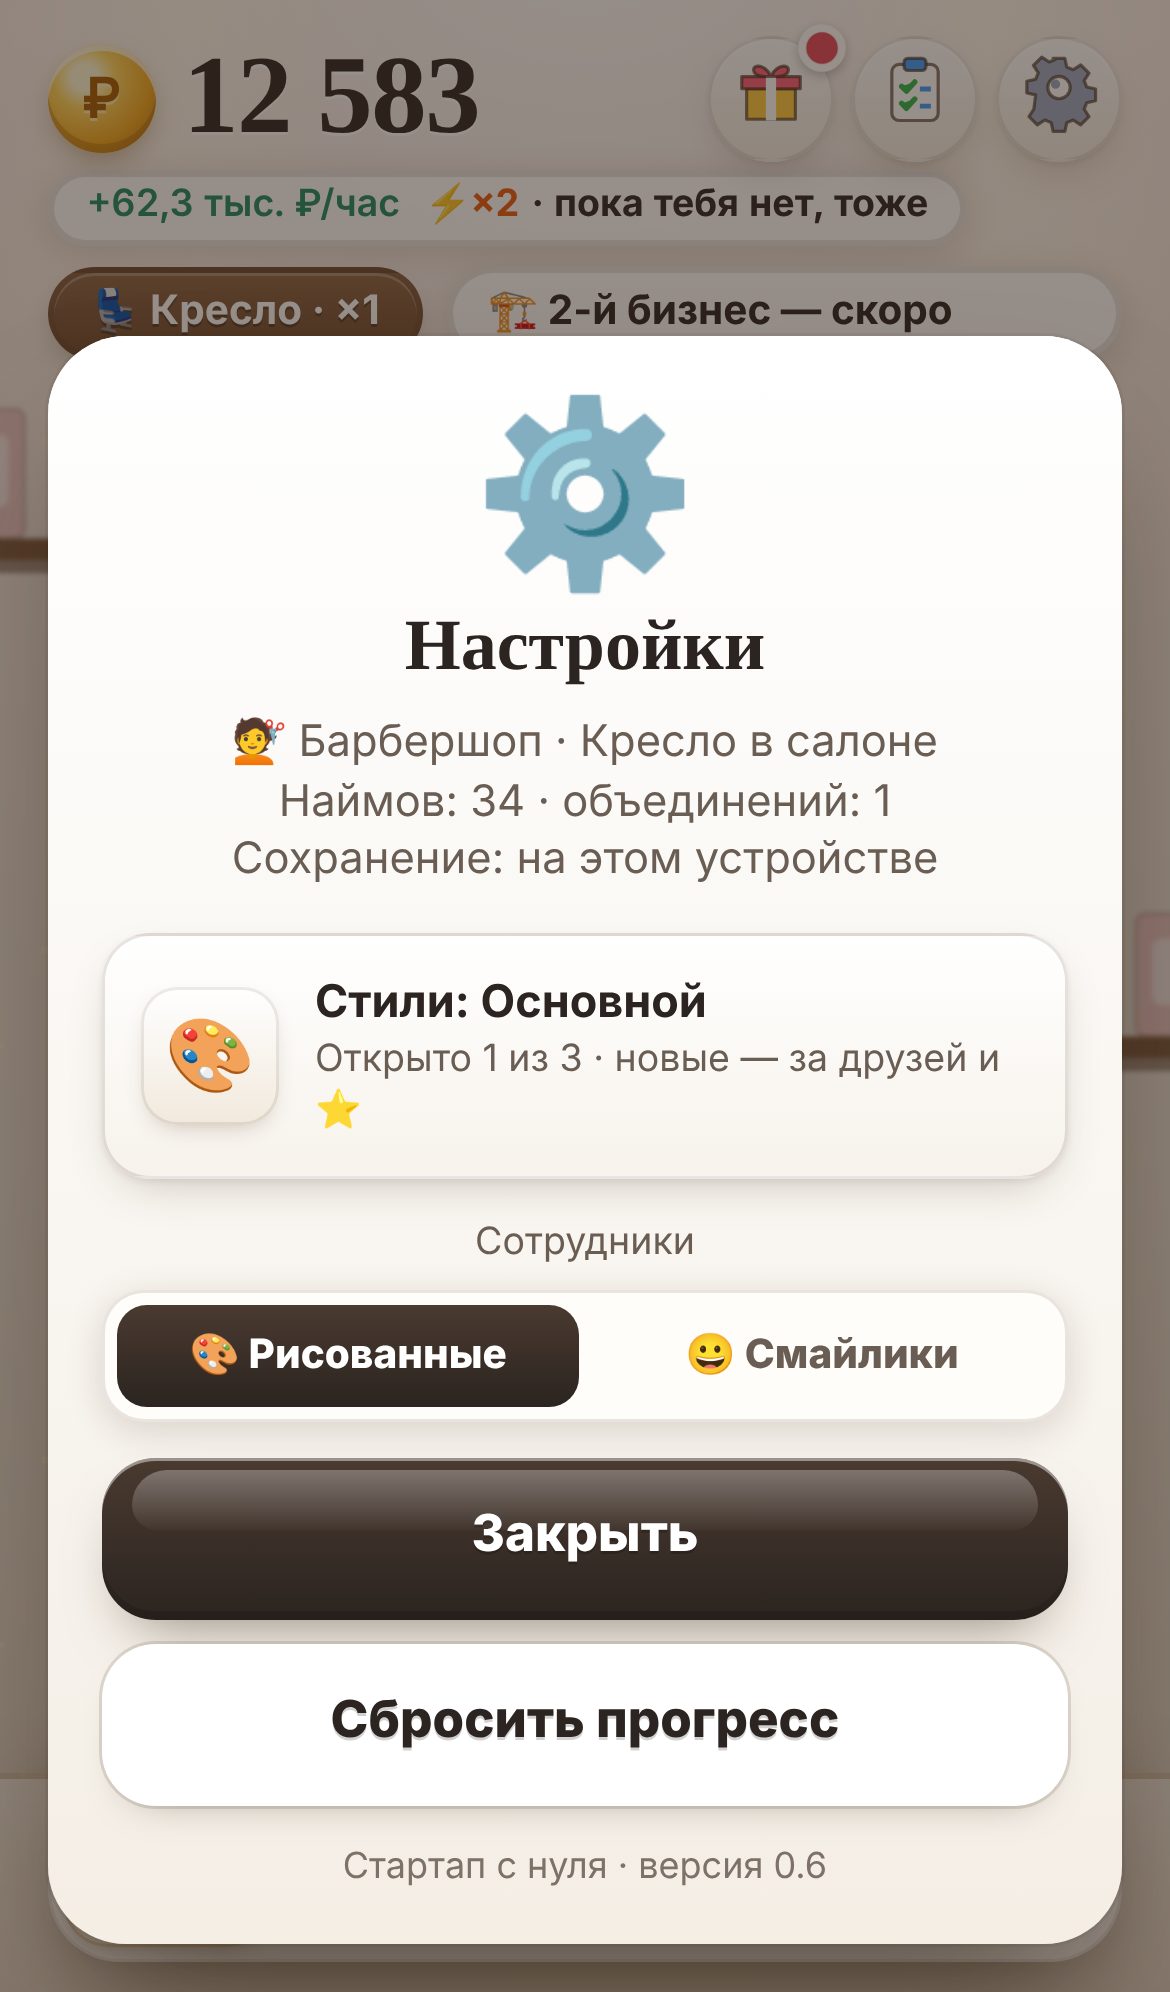 ₽ 12 583
+62,3 тыс. ₽/час ⚡×2 · пока тебя нет, тоже
Кресло · ×1
2-й бизнес — скоро
Настройки
Барбершоп · Кресло в салоне
Наймов: 34 · объединений: 1
Сохранение: на этом устройстве
Стили: Основной
Открыто 1 из 3 · новые — за друзей и
⭐
Сотрудники
Рисованные
Смайлики
Закрыть
Сбросить прогресс
Стартап с нуля · версия 0.6